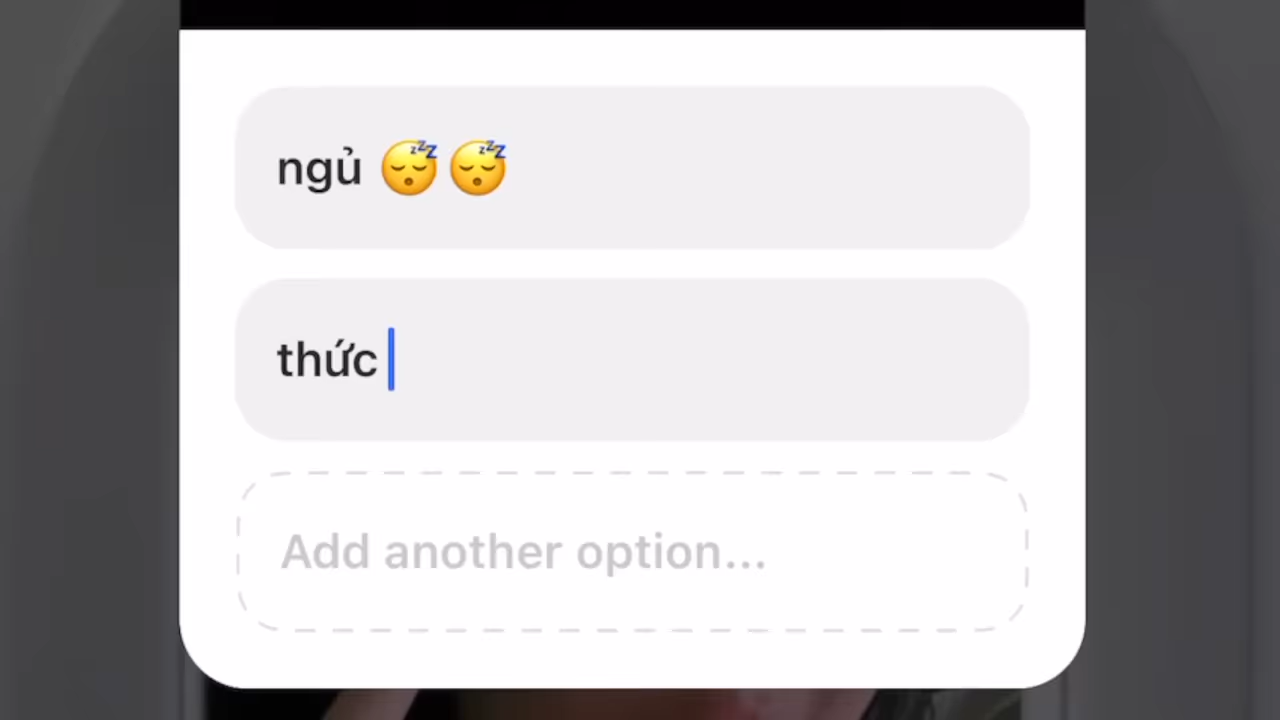 ngủ 😴😴
thức
Add another option...